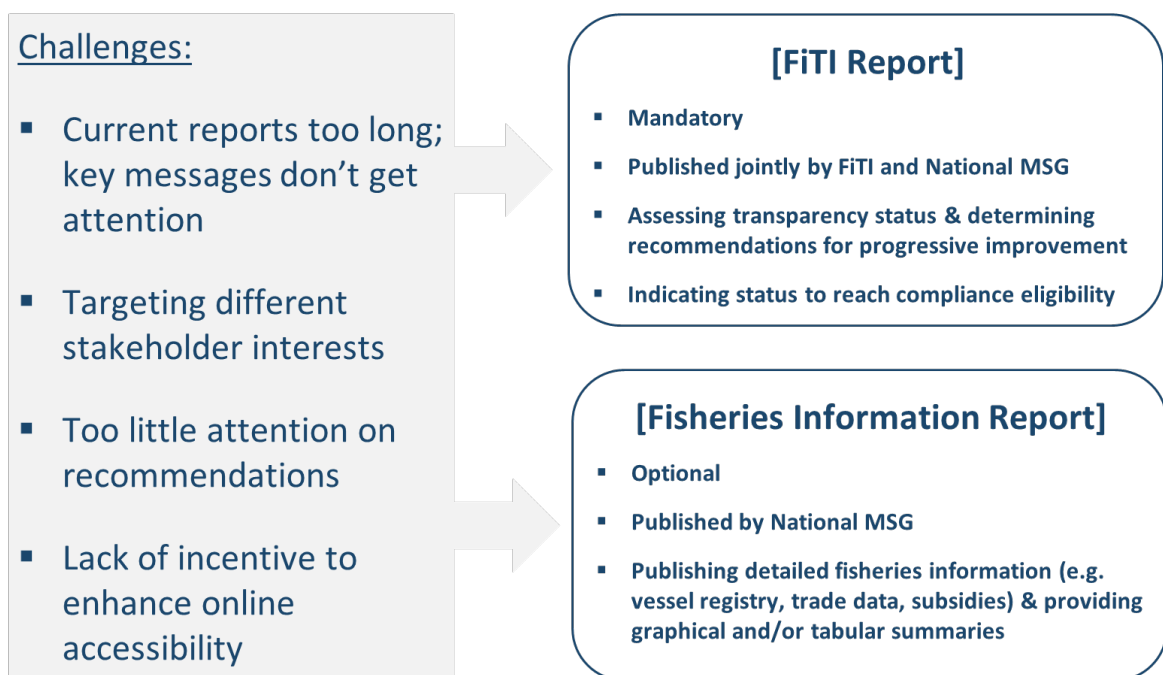 Challenges:
▪ Current reports too long;
key messages don't get
attention
▪ Targeting different
stakeholder interests
▪ Too little attention on
recommendations
▪ Lack of incentive to
enhance online
accessibility
[FiTI Report]
▪ Mandatory
▪ Published jointly by FiTI and National MSG
▪ Assessing transparency status & determining
recommendations for progressive improvement
▪ Indicating status to reach compliance eligibility
[Fisheries Information Report]
▪ Optional
▪ Published by National MSG
▪ Publishing detailed fisheries information (e.g.
vessel registry, trade data, subsidies) & providing
graphical and/or tabular summaries